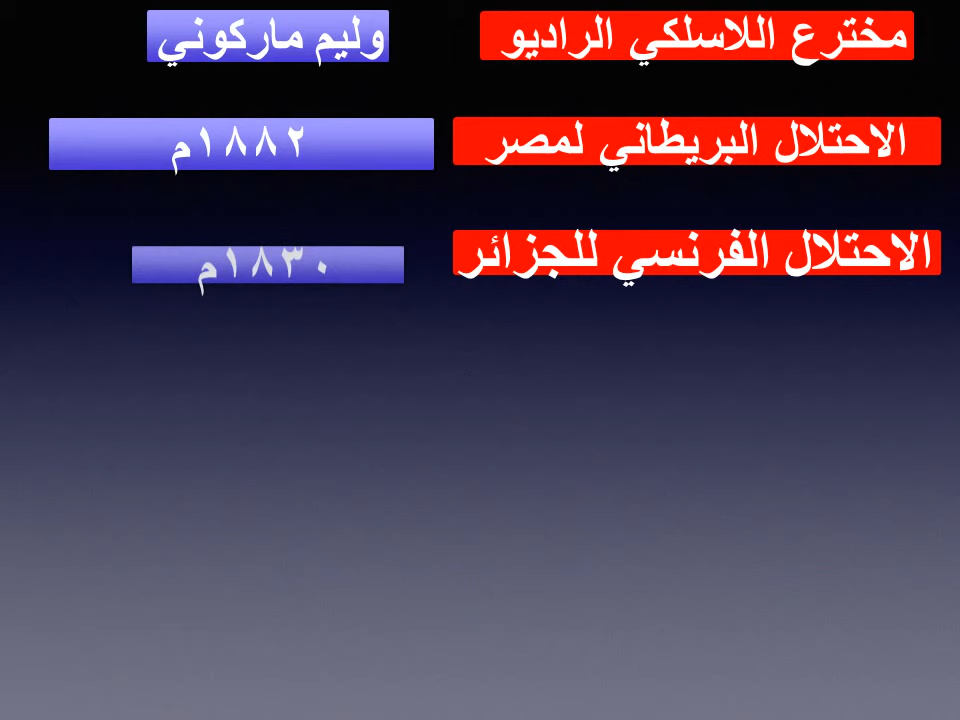 مخترع اللاسلكي الراديو
وليم ماركوني
الاحتلال البريطاني لمصر
١٨٨٢م
الاحتلال الفرنسي للجزائر
١٨٣٠م